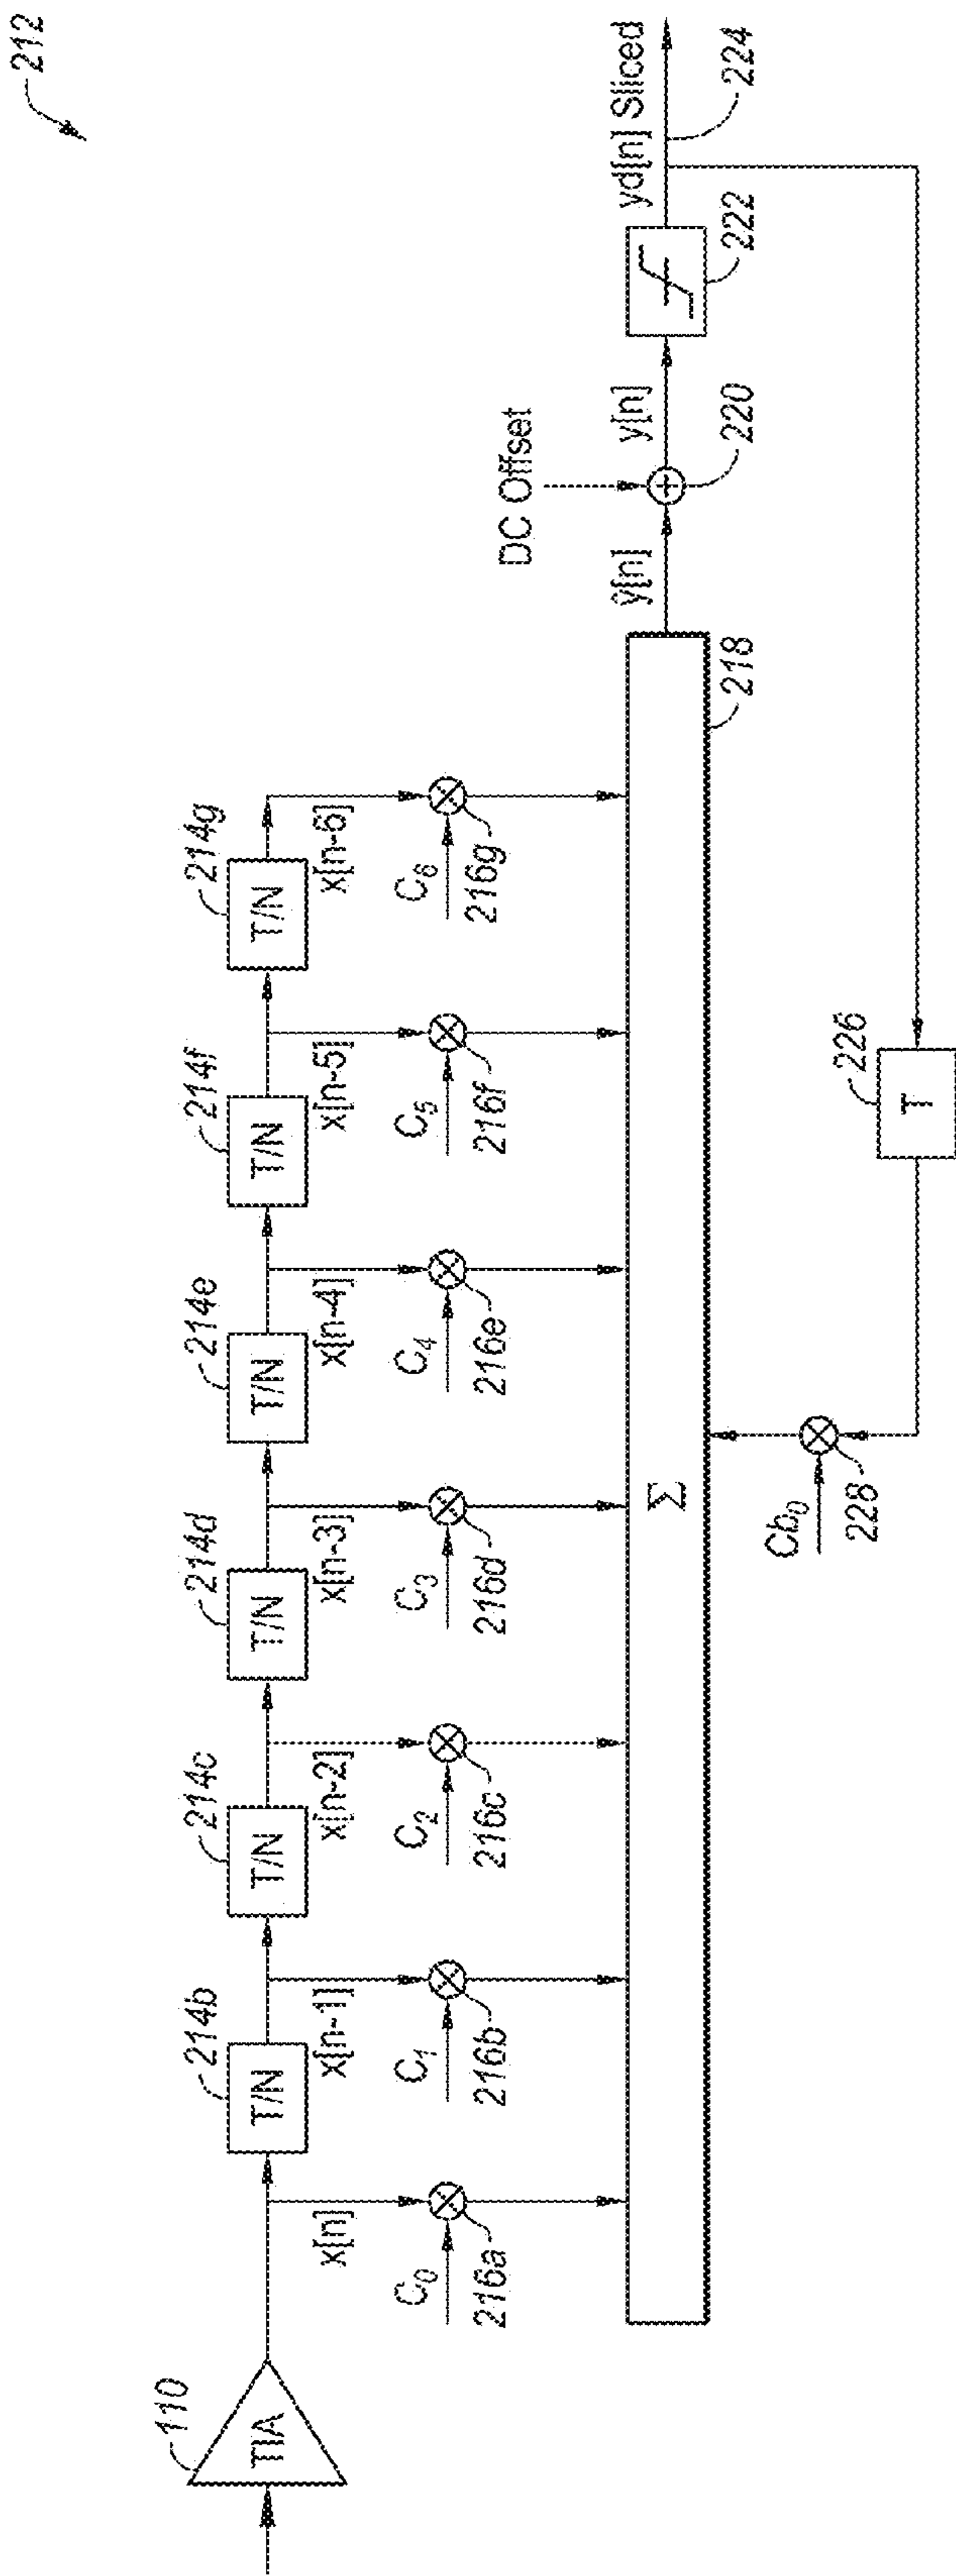 212
110
TIA
214b
T/N
214c
T/N
214d
T/N
214e
T/N
214f
T/N
214g
T/N
x[n]
x[n-1]
x[n-2]
x[n-3]
x[n-4]
x[n-5]
x[n-6]
C0
216a
C1
216b
C2
216c
C3
216d
C4
216e
C5
216f
C6
216g
Σ
218
ŷ[n]
DC Offset
220
y[n]
222
yd[n] Sliced
224
Cb0
228
T
226